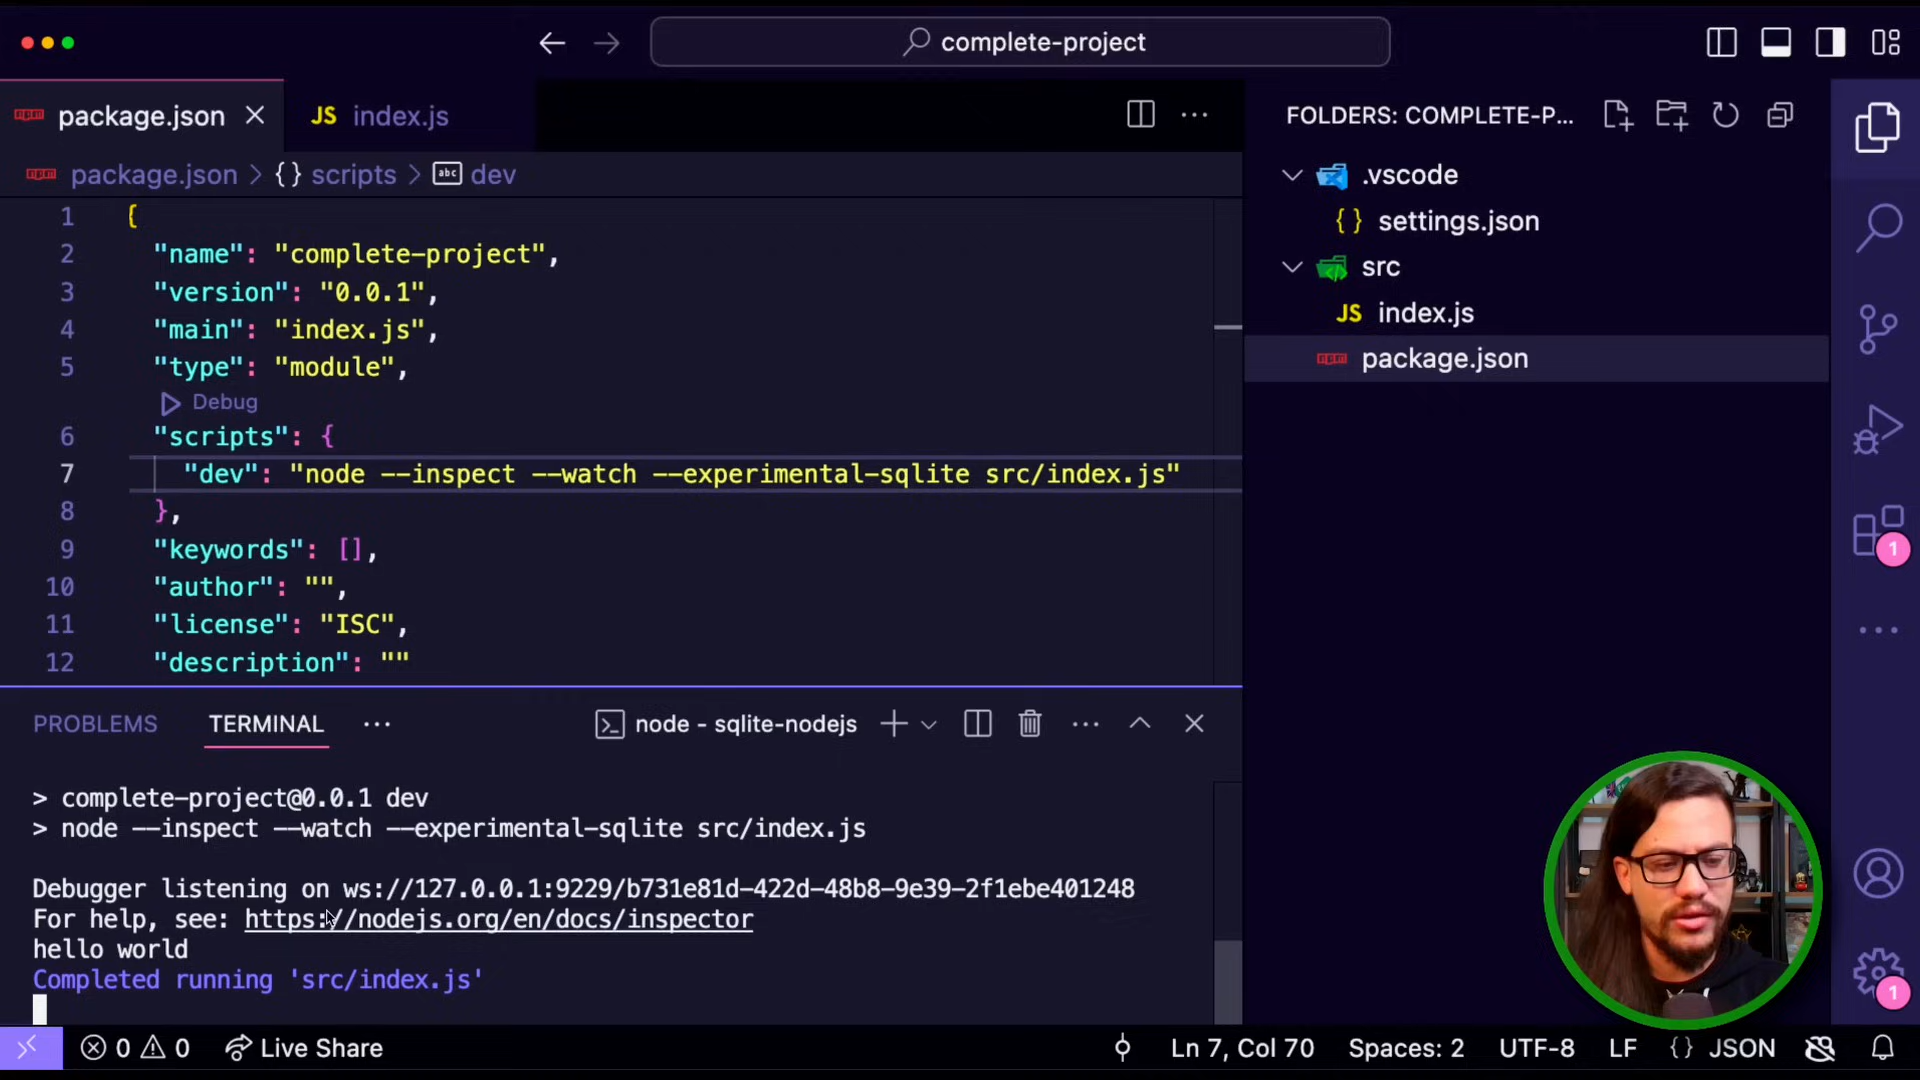 complete-project
package.json
JS index.js
package.json > {} scripts > abc dev
1 {
2 "name": "complete-project",
3 "version": "0.0.1",
4 "main": "index.js",
5 "type": "module",
Debug
6 "scripts": {
7 "dev": "node --inspect --watch --experimental-sqlite src/index.js"
8 },
9 "keywords": [],
10 "author": "",
11 "license": "ISC",
12 "description": ""
FOLDERS: COMPLETE-P...
.vscode
{} settings.json
src
JS index.js
package.json
1
PROBLEMS TERMINAL ... node - sqlite-nodejs
> complete-project@0.0.1 dev
> node --inspect --watch --experimental-sqlite src/index.js
Debugger listening on ws://127.0.0.1:9229/b731e81d-422d-48b8-9e39-2f1ebe401248
For help, see: https://nodejs.org/en/docs/inspector
hello world
Completed running 'src/index.js'
1
0 0 Live Share Ln 7, Col 70 Spaces: 2 UTF-8 LF {} JSON